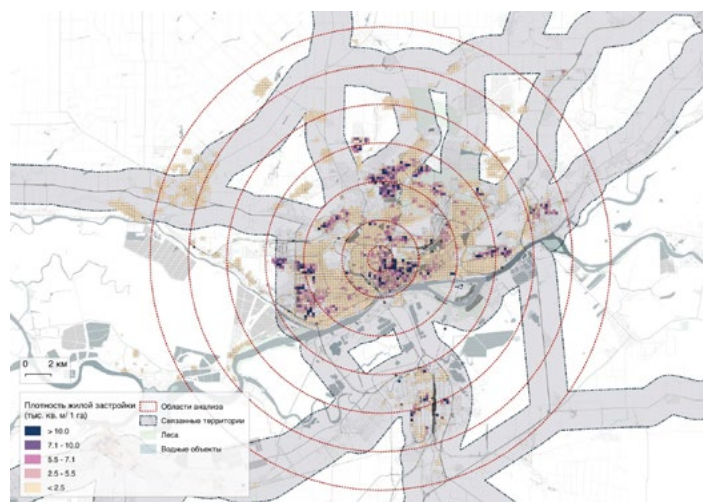 0 2 км
Плотность жилой застройки
(тыс. кв. м/ 1 га)
> 10.0
7.1 - 10.0
5.5 - 7.1
2.5 - 5.5
< 2.5
Области анализа
Связанные территории
Леса
Водные объекты